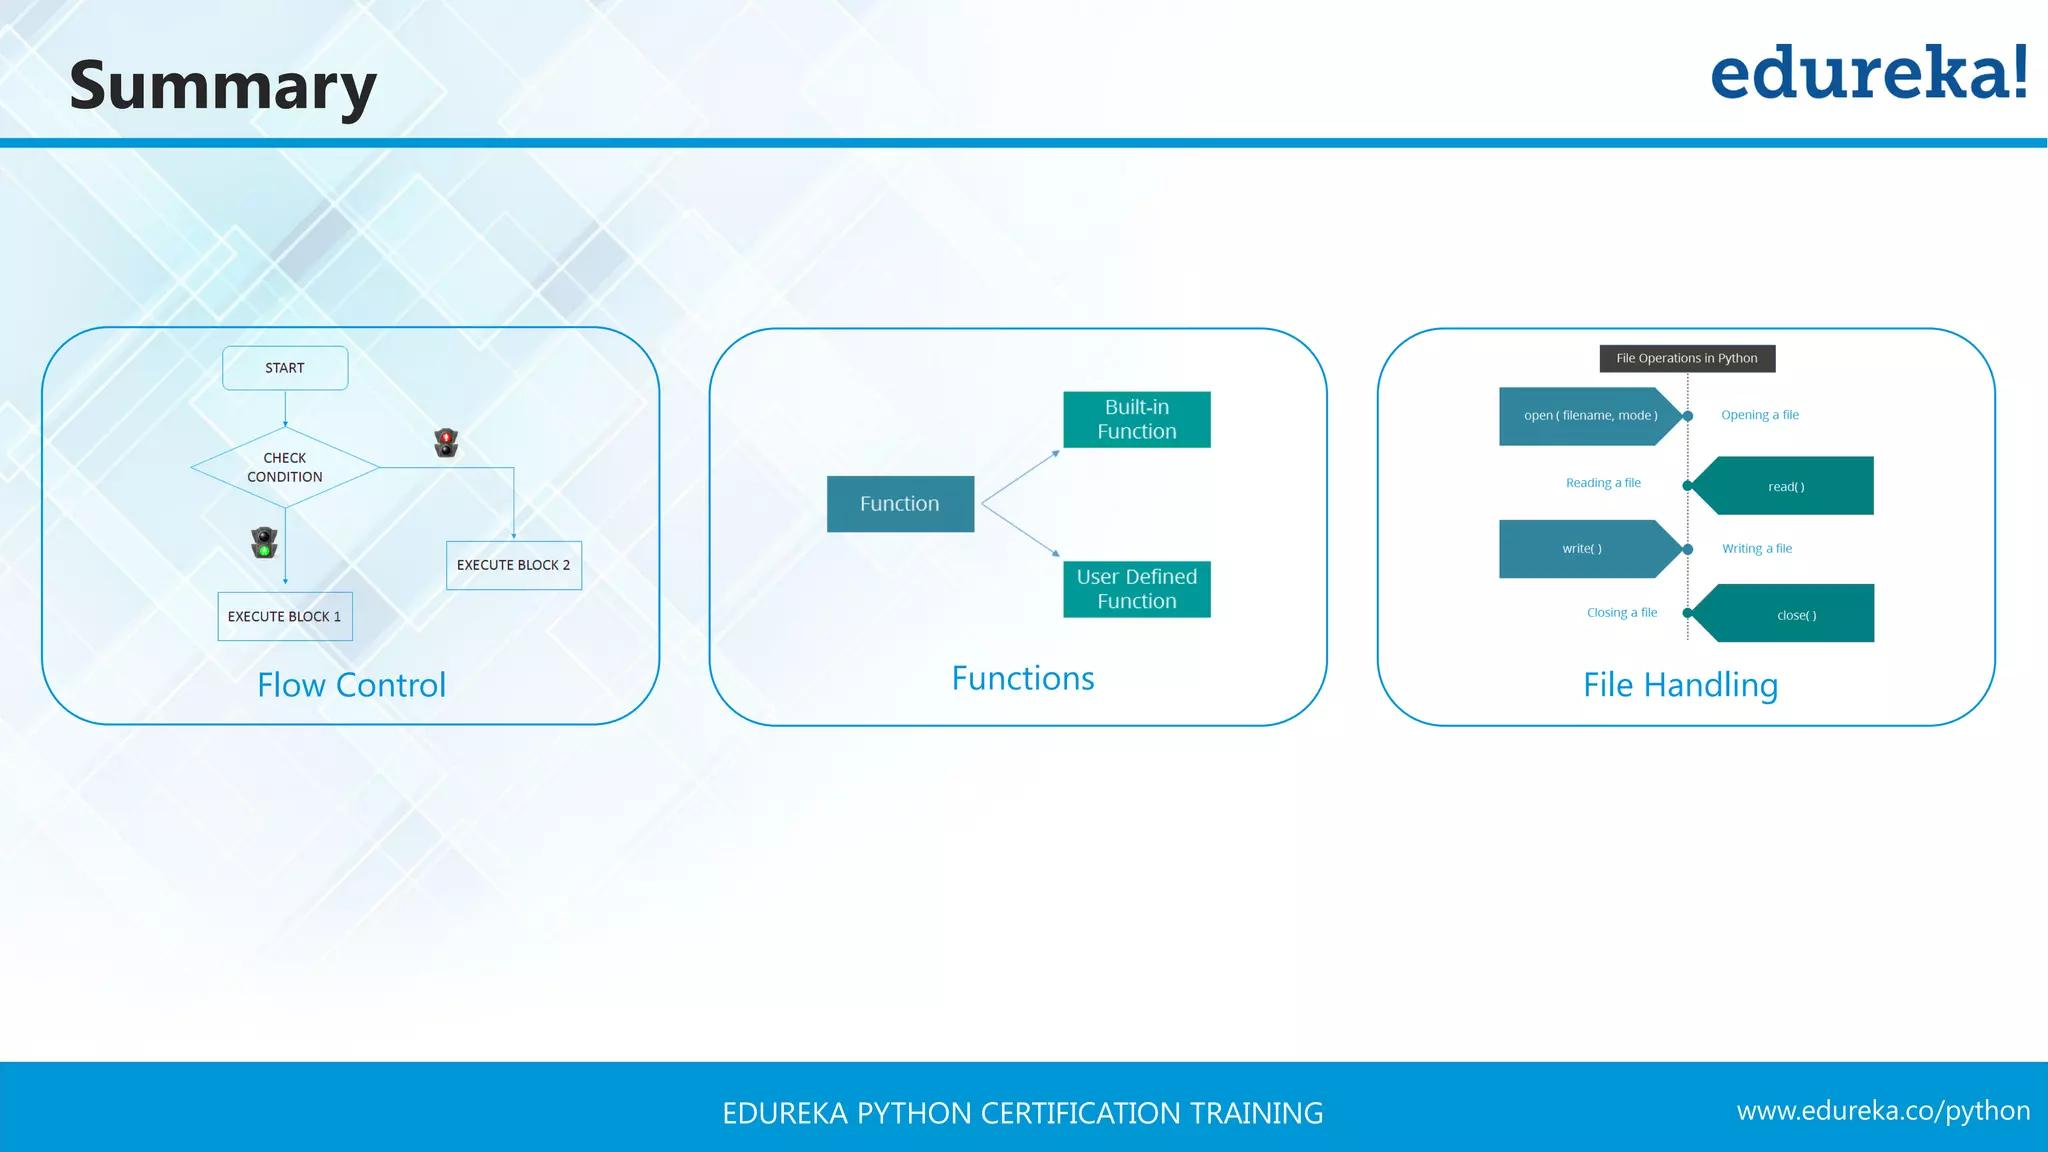 Summary
edureka!
START
CHECK
CONDITION
EXECUTE BLOCK 2
EXECUTE BLOCK 1
Flow Control
Built-in
Function
Function
User Defined
Function
Functions
File Operations in Python
open ( filename, mode )
Opening a file
Reading a file
read( )
write( )
Writing a file
Closing a file
close( )
File Handling
EDUREKA PYTHON CERTIFICATION TRAINING
www.edureka.co/python